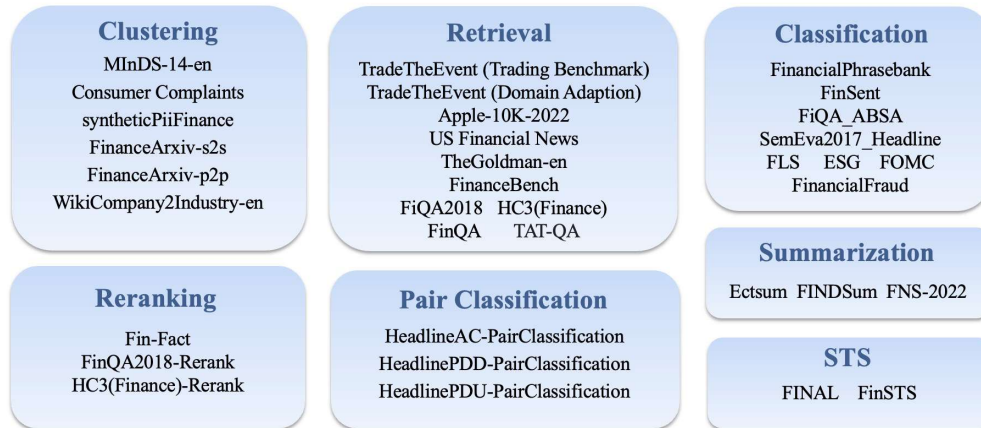 Clustering
MInDS-14-en
Consumer Complaints
syntheticPiiFinance
FinanceArxiv-s2s
FinanceArxiv-p2p
WikiCompany2Industry-en
Retrieval
TradeTheEvent (Trading Benchmark)
TradeTheEvent (Domain Adaption)
Apple-10K-2022
US Financial News
TheGoldman-en
FinanceBench
FiQA2018 HC3(Finance)
FinQA TAT-QA
Classification
FinancialPhrasebank
FinSent
FiQA_ABSA
SemEva2017_Headline
FLS ESG FOMC
FinancialFraud
Reranking
Fin-Fact
FinQA2018-Rerank
HC3(Finance)-Rerank
Pair Classification
HeadlineAC-PairClassification
HeadlinePDD-PairClassification
HeadlinePDU-PairClassification
Summarization
Ectsum FINDSum FNS-2022
STS
FINAL FinSTS